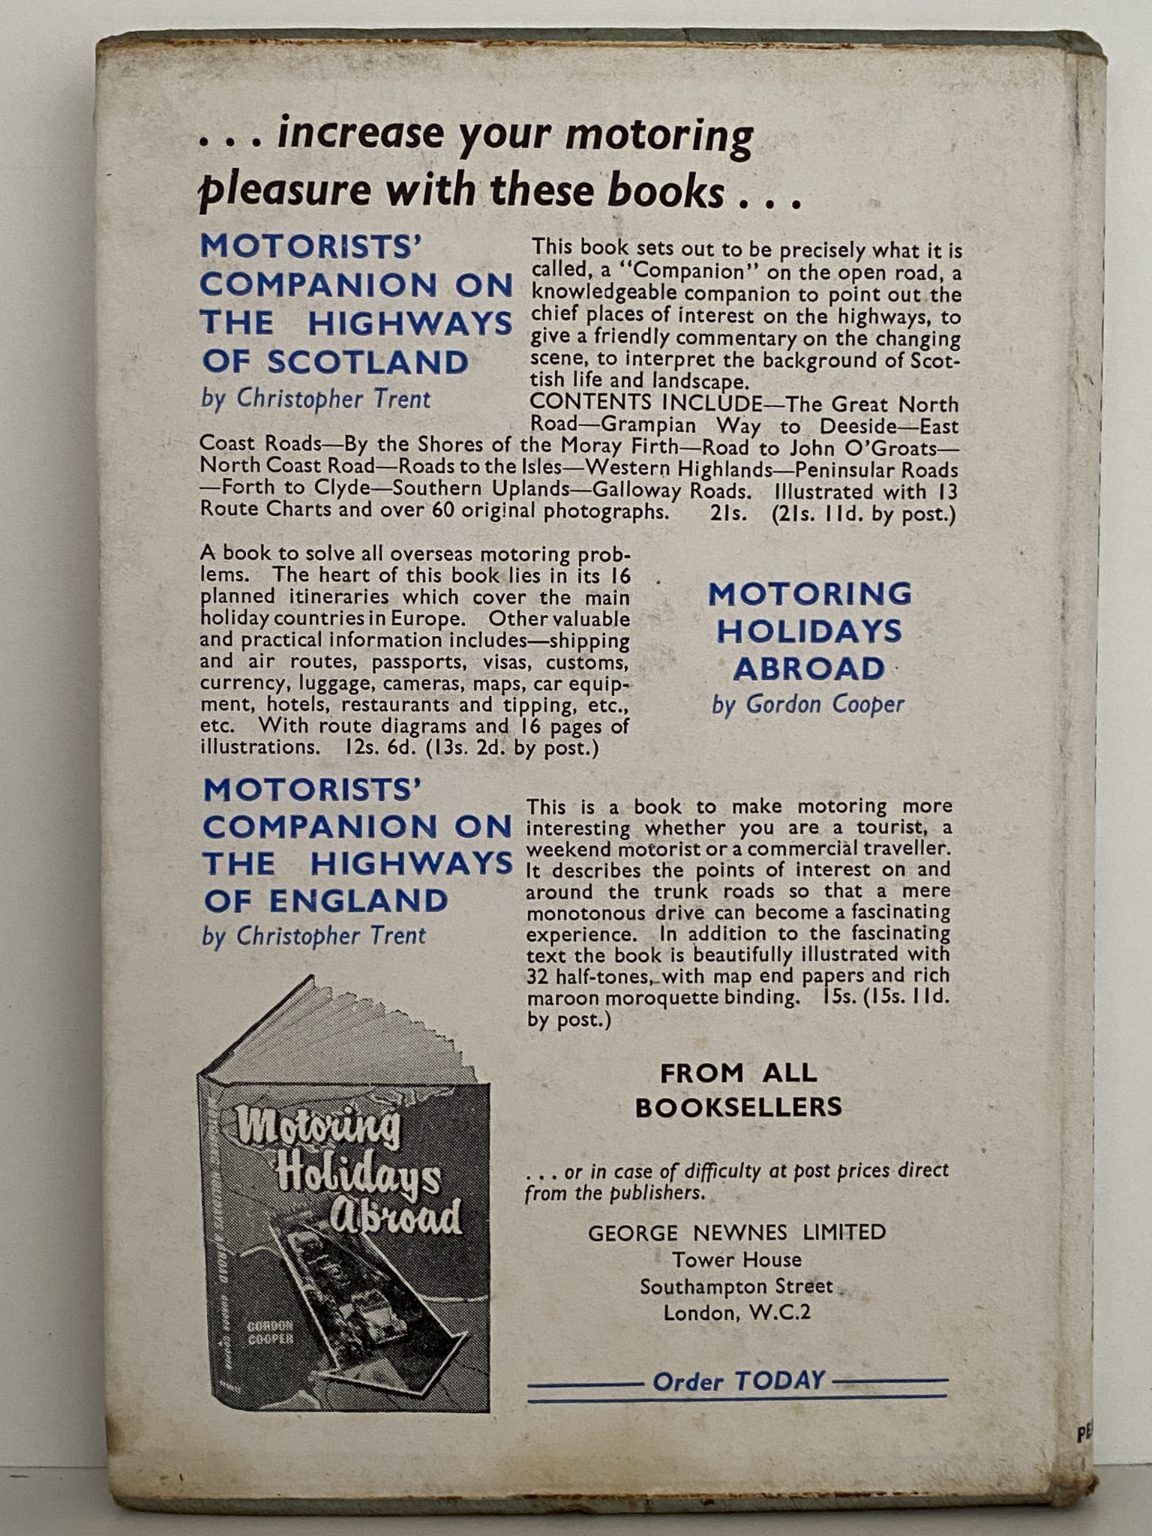 . . . increase your motoring
pleasure with these books . . .
MOTORISTS'
COMPANION ON
THE HIGHWAYS
OF SCOTLAND
by Christopher Trent
This book sets out to be precisely what it is
called, a "Companion" on the open road, a
knowledgeable companion to point out the
chief places of interest on the highways, to
give a friendly commentary on the changing
scene, to interpret the background of Scot-
tish life and landscape.
CONTENTS INCLUDE—The Great North
Road—Grampian Way to Deeside—East
Coast Roads—By the Shores of the Moray Firth—Road to John O'Groats—
North Coast Road—Roads to the Isles—Western Highlands—Peninsular Roads
—Forth to Clyde—Southern Uplands—Galloway Roads. Illustrated with 13
Route Charts and over 60 original photographs. 21s. (21s. 11d. by post.)
A book to solve all overseas motoring prob-
lems. The heart of this book lies in its 16
planned itineraries which cover the main
holiday countries in Europe. Other valuable
and practical information includes—shipping
and air routes, passports, visas, customs,
currency, luggage, cameras, maps, car equip-
ment, hotels, restaurants and tipping, etc.,
etc. With route diagrams and 16 pages of
illustrations. 12s. 6d. (13s. 2d. by post.)
MOTORING
HOLIDAYS
ABROAD
by Gordon Cooper
MOTORISTS'
COMPANION ON
THE HIGHWAYS
OF ENGLAND
by Christopher Trent
This is a book to make motoring more
interesting whether you are a tourist, a
weekend motorist or a commercial traveller.
It describes the points of interest on and
around the trunk roads so that a mere
monotonous drive can become a fascinating
experience. In addition to the fascinating
text the book is beautifully illustrated with
32 half-tones, with map end papers and rich
maroon moroquette binding. 15s. (15s. 11d.
by post.)
Motoring
Holidays
Abroad
GORDON
COOPER
MOTORING HOLIDAYS ABROAD GORDON COOPER
FROM ALL
BOOKSELLERS
. . . or in case of difficulty at post prices direct
from the publishers.
GEORGE NEWNES LIMITED
Tower House
Southampton Street
London, W.C.2
Order TODAY